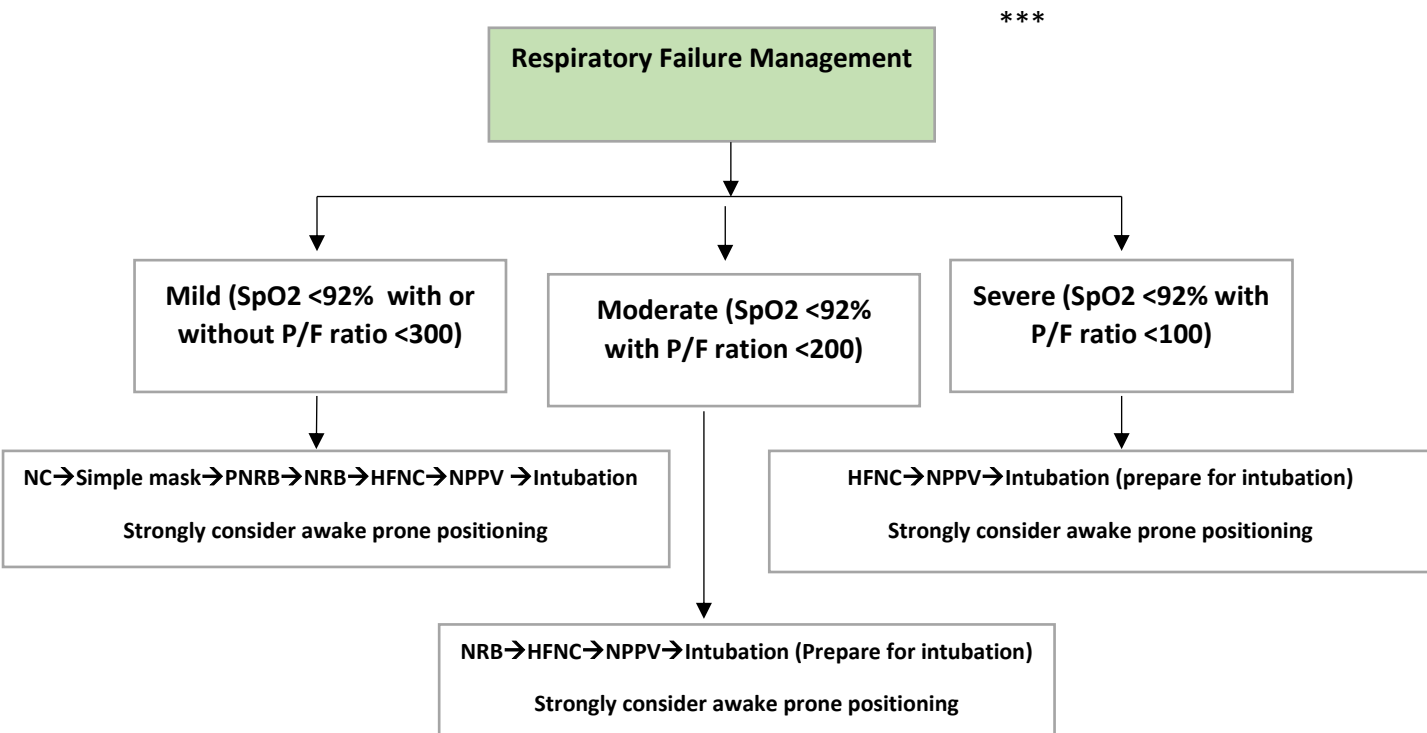 ***
Respiratory Failure Management
Mild (SpO2 <92%  with or
without P/F ratio <300)
Moderate (SpO2 <92%
with P/F ration <200)
Severe (SpO2 <92% with
P/F ratio <100)
NC→Simple mask→PNRB→NRB→HFNC→NPPV →Intubation
Strongly consider awake prone positioning
HFNC→NPPV→Intubation (prepare for intubation)
Strongly consider awake prone positioning
NRB→HFNC→NPPV→Intubation (Prepare for intubation)
Strongly consider awake prone positioning